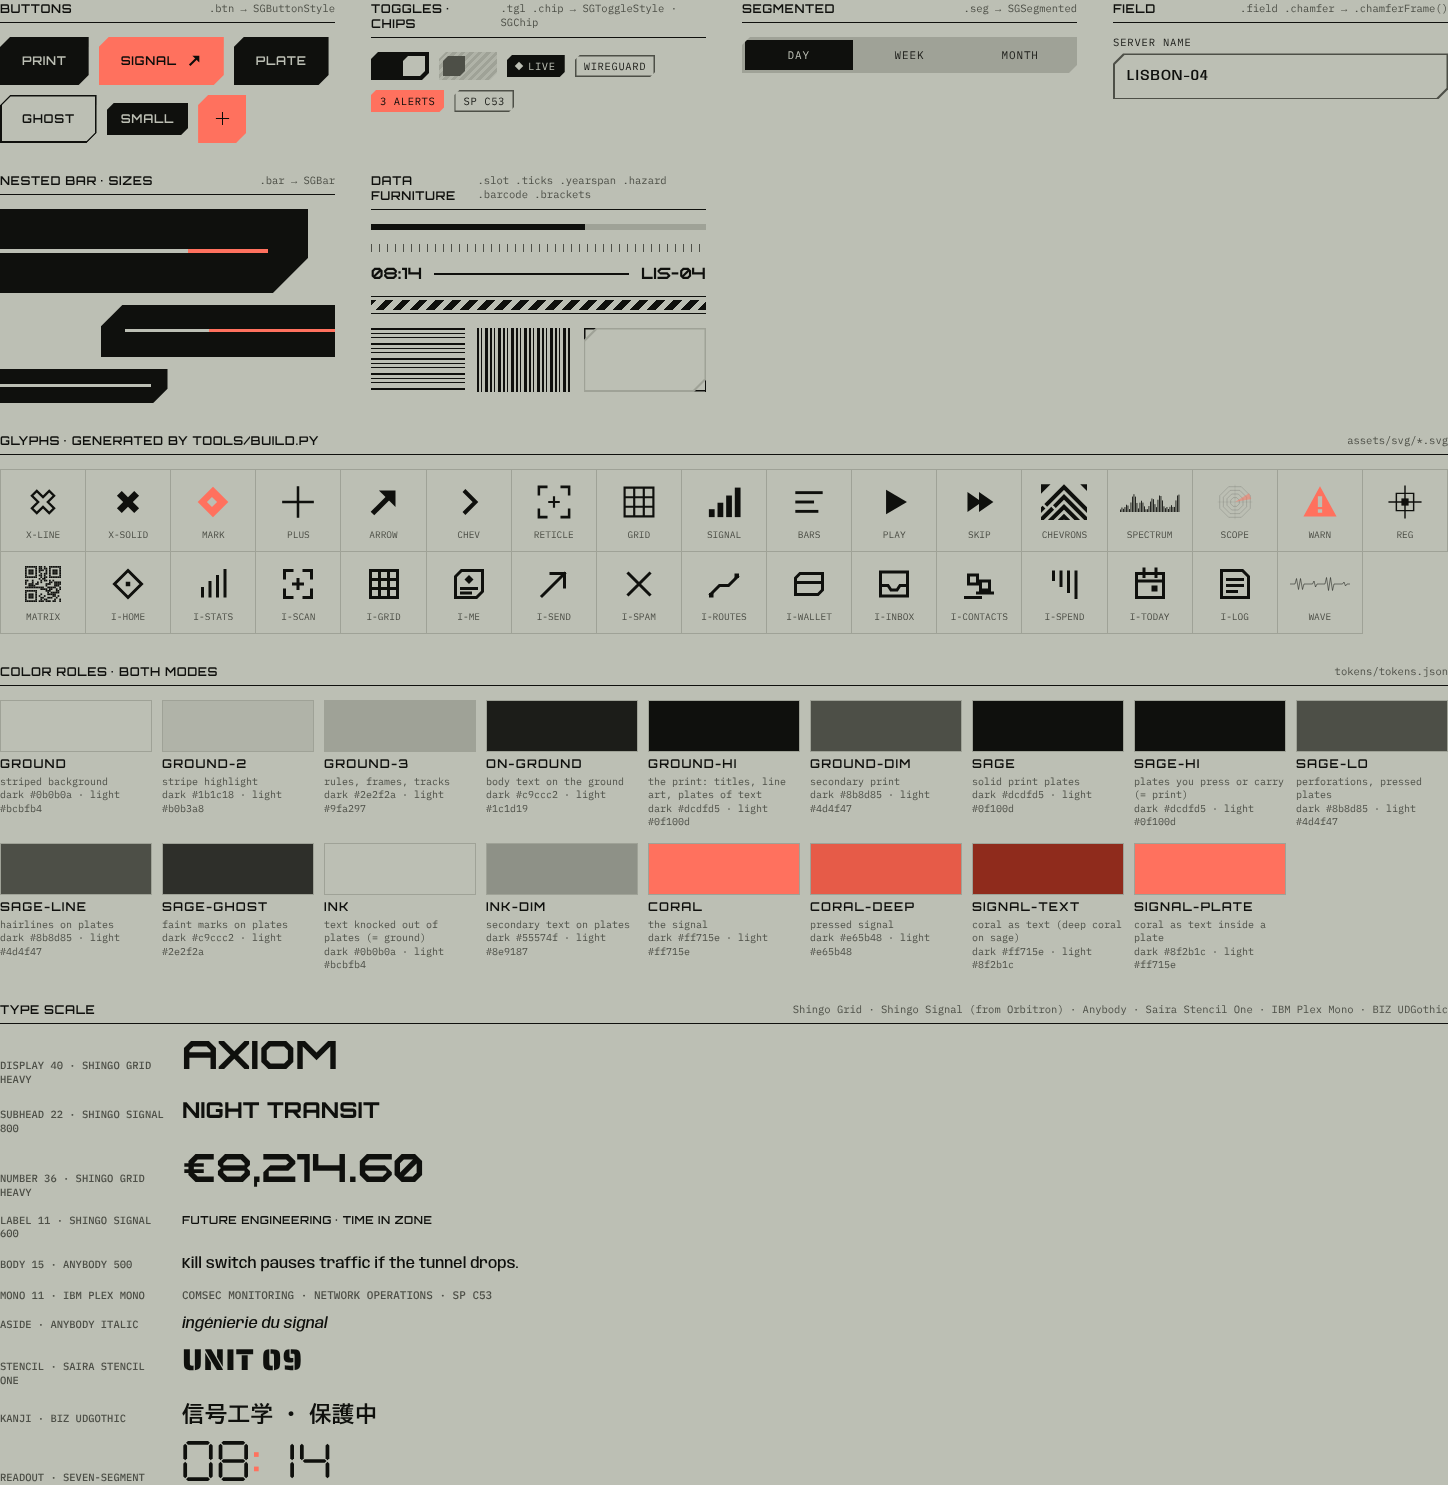 BUTTONS
.btn → SGButtonStyle
PRINT
SIGNAL ↗
PLATE
GHOST
SMALL
+
TOGGLES ·
CHIPS
.tgl .chip → SGToggleStyle ·
SGChip
◆ LIVE
WIREGUARD
3 ALERTS
SP C53
SEGMENTED
.seg → SGSegmented
DAY
WEEK
MONTH
FIELD
.field .chamfer → .chamferFrame()
SERVER NAME
LISBON-04
NESTED BAR · SIZES
.bar → SGBar
DATA
FURNITURE
.slot .ticks .yearspan .hazard
.barcode .brackets
08:14
LIS-04
GLYPHS · GENERATED BY TOOLS/BUILD.PY
assets/svg/*.svg
X-LINE
X-SOLID
MARK
PLUS
ARROW
CHEV
RETICLE
GRID
SIGNAL
BARS
PLAY
SKIP
CHEVRONS
SPECTRUM
SCOPE
WARN
REG
MATRIX
I-HOME
I-STATS
I-SCAN
I-GRID
I-ME
I-SEND
I-SPAM
I-ROUTES
I-WALLET
I-INBOX
I-CONTACTS
I-SPEND
I-TODAY
I-LOG
WAVE
COLOR ROLES · BOTH MODES
tokens/tokens.json
GROUND
striped background
dark #0b0b0a · light
#bcbfb4
GROUND-2
stripe highlight
dark #1b1c18 · light
#b0b3a8
GROUND-3
rules, frames, tracks
dark #2e2f2a · light
#9fa297
ON-GROUND
body text on the ground
dark #c9ccc2 · light
#1c1d19
GROUND-HI
the print: titles, line
art, plates of text
dark #dcdfd5 · light
#0f100d
GROUND-DIM
secondary print
dark #8b8d85 · light
#4d4f47
SAGE
solid print plates
dark #dcdfd5 · light
#0f100d
SAGE-HI
plates you press or carry
(= print)
dark #dcdfd5 · light
#0f100d
SAGE-LO
perforations, pressed
plates
dark #8b8d85 · light
#4d4f47
SAGE-LINE
hairlines on plates
dark #8b8d85 · light
#4d4f47
SAGE-GHOST
faint marks on plates
dark #c9ccc2 · light
#2e2f2a
INK
text knocked out of
plates (= ground)
dark #0b0b0a · light
#bcbfb4
INK-DIM
secondary text on plates
dark #55574f · light
#8e9187
CORAL
the signal
dark #ff715e · light
#ff715e
CORAL-DEEP
pressed signal
dark #e65b48 · light
#e65b48
SIGNAL-TEXT
coral as text (deep coral
on sage)
dark #ff715e · light
#8f2b1c
SIGNAL-PLATE
coral as text inside a
plate
dark #8f2b1c · light
#ff715e
TYPE SCALE
Shingo Grid · Shingo Signal (from Orbitron) · Anybody · Saira Stencil One · IBM Plex Mono · BIZ UDGothic
DISPLAY 40 · SHINGO GRID
HEAVY
AXIOM
SUBHEAD 22 · SHINGO SIGNAL
800
NIGHT TRANSIT
NUMBER 36 · SHINGO GRID
HEAVY
€8,214.60
LABEL 11 · SHINGO SIGNAL
600
FUTURE ENGINEERING · TIME IN ZONE
BODY 15 · ANYBODY 500
Kill switch pauses traffic if the tunnel drops.
MONO 11 · IBM PLEX MONO
COMSEC MONITORING · NETWORK OPERATIONS · SP C53
ASIDE · ANYBODY ITALIC
ingénierie du signal
STENCIL · SAIRA STENCIL
ONE
UNIT 09
KANJI · BIZ UDGOTHIC
信号工学 ・ 保護中
READOUT · SEVEN-SEGMENT
08:14